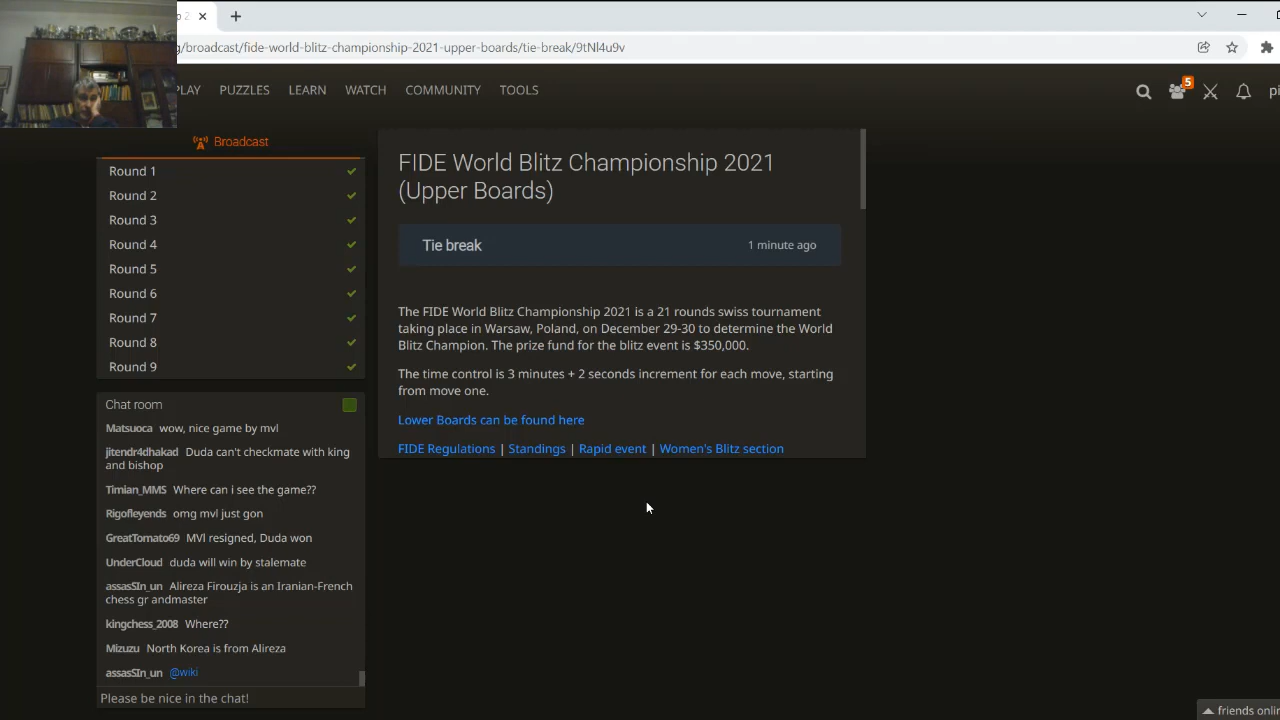 g/broadcast/fide-world-blitz-championship-2021-upper-boards/tie-break/9tNl4u9v
PLAY PUZZLES LEARN WATCH COMMUNITY TOOLS
5
pi
Broadcast
Round 1
Round 2
Round 3
Round 4
Round 5
Round 6
Round 7
Round 8
Round 9
FIDE World Blitz Championship 2021
(Upper Boards)
Tie break 1 minute ago
The FIDE World Blitz Championship 2021 is a 21 rounds swiss tournament
taking place in Warsaw, Poland, on December 29-30 to determine the World
Blitz Champion. The prize fund for the blitz event is $350,000.
The time control is 3 minutes + 2 seconds increment for each move, starting
from move one.
Lower Boards can be found here
FIDE Regulations | Standings | Rapid event | Women's Blitz section
Chat room
Matsuoca wow, nice game by mvl
jitendr4dhakad Duda can't checkmate with king
and bishop
Timian_MMS Where can i see the game??
Rigofleyends omg mvl just gon
GreatTomato69 MVl resigned, Duda won
UnderCloud duda will win by stalemate
assasSIn_un Alireza Firouzja is an Iranian-French
chess gr andmaster
kingchess_2008 Where??
Mizuzu North Korea is from Alireza
assasSIn_un @wiki
Please be nice in the chat!
friends onlin